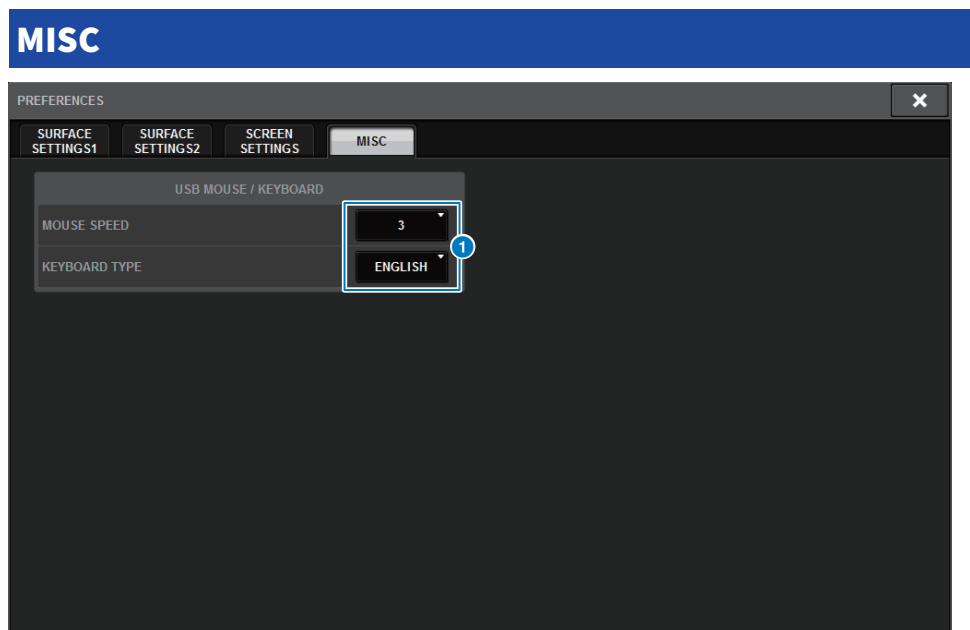 MISC
PREFERENCES
SURFACE SETTINGS1
SURFACE SETTINGS2
SCREEN SETTINGS
MISC
USB MOUSE / KEYBOARD
MOUSE SPEED
3
1
KEYBOARD TYPE
ENGLISH